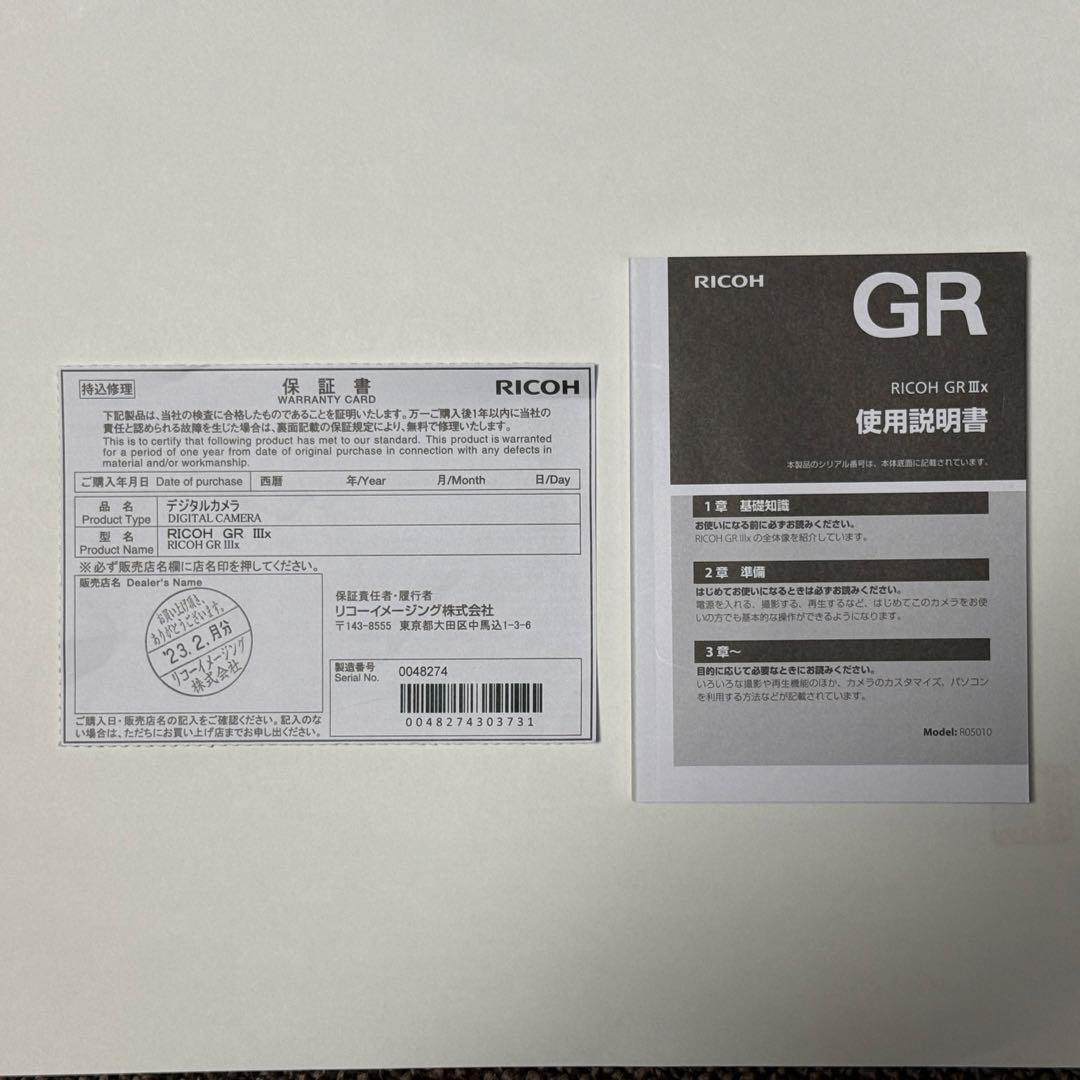 持込修理
保証書
WARRANTY CARD
RICOH
下記製品は、当社の検査に合格したものであることを証明いたします。万一ご購入後1年以内に当社の
責任と認められる故障を生じた場合は、裏面記載の保証規定により、無料で修理いたします。
This is to certify that following product has met to our standard. This product is warranted
for a period of one year from date of original purchase in connection with any defects in
material and/or workmanship.
ご購入年月日 Date of purchase 西暦 年/Year 月/Month 日/Day
品名 デジタルカメラ
Product Type DIGITAL CAMERA
型名 RICOH GR IIIx
Product Name RICOH GR IIIx
※必ず販売店名欄に店名印を押してください。
販売店名 Dealer's Name
お買い上げ頂き、
ありがとうございます。
'23.2.月分
リコーイメージング
株式会社
ご購入日・販売店名の記入をご確認ください。記入のな
い場合は、ただちにお買い上げ店までお申し出ください。
保証責任者・履行者
リコーイメージング株式会社
〒143-8555 東京都大田区中馬込1-3-6
製造番号
Serial No. 0048274
0048274303731
RICOH
GR
RICOH GR IIIx
使用説明書
本製品のシリアル番号は、本体底面に記載されています。
1章 基礎知識
お使いになる前に必ずお読みください。
RICOH GR IIIx の全体像を紹介しています。
2章 準備
はじめてお使いになるときは必ずお読みください。
電源を入れる、撮影する、再生するなど、はじめてこのカメラをお使
いの方でも基本的な操作ができるようになります。
3章～
目的に応じて必要なときにお読みください。
いろいろな撮影や再生機能のほか、カメラのカスタマイズ、パソコン
を利用する方法などが記載されています。
Model: R05010